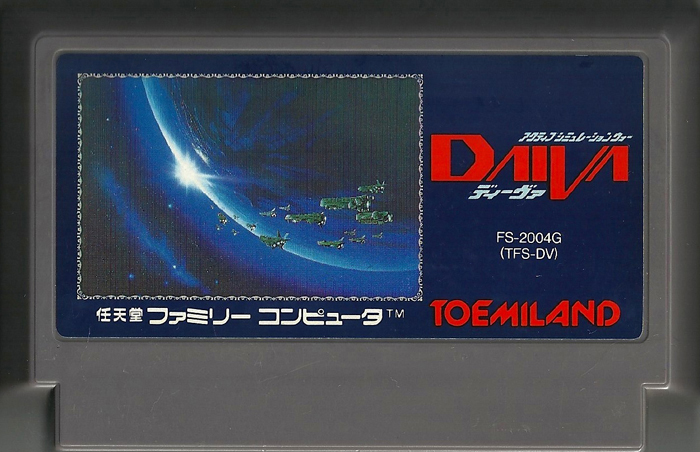 アクティブシミュレーションウォー
DAIVA
ディーヴァ
FS-2004G
(TFS-DV)
任天堂 ファミリー コンピュータ™
TOEMILAND